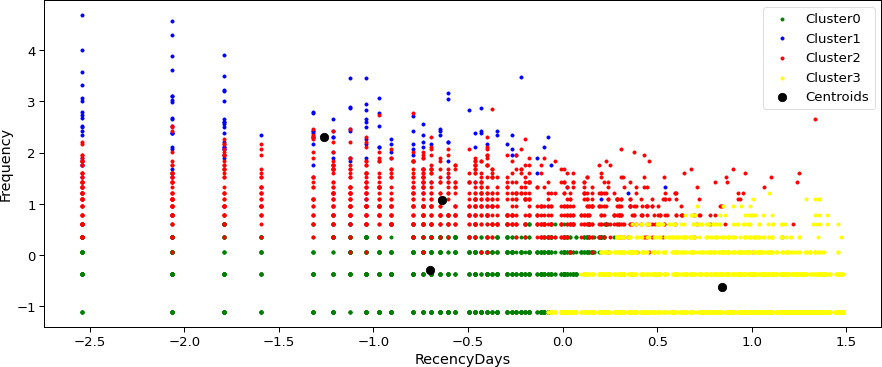 Cluster0
Cluster1
Cluster2
Cluster3
Centroids
Frequency
4
3
2
1
0
−1
−2.5 −2.0 −1.5 −1.0 −0.5 0.0 0.5 1.0 1.5
RecencyDays